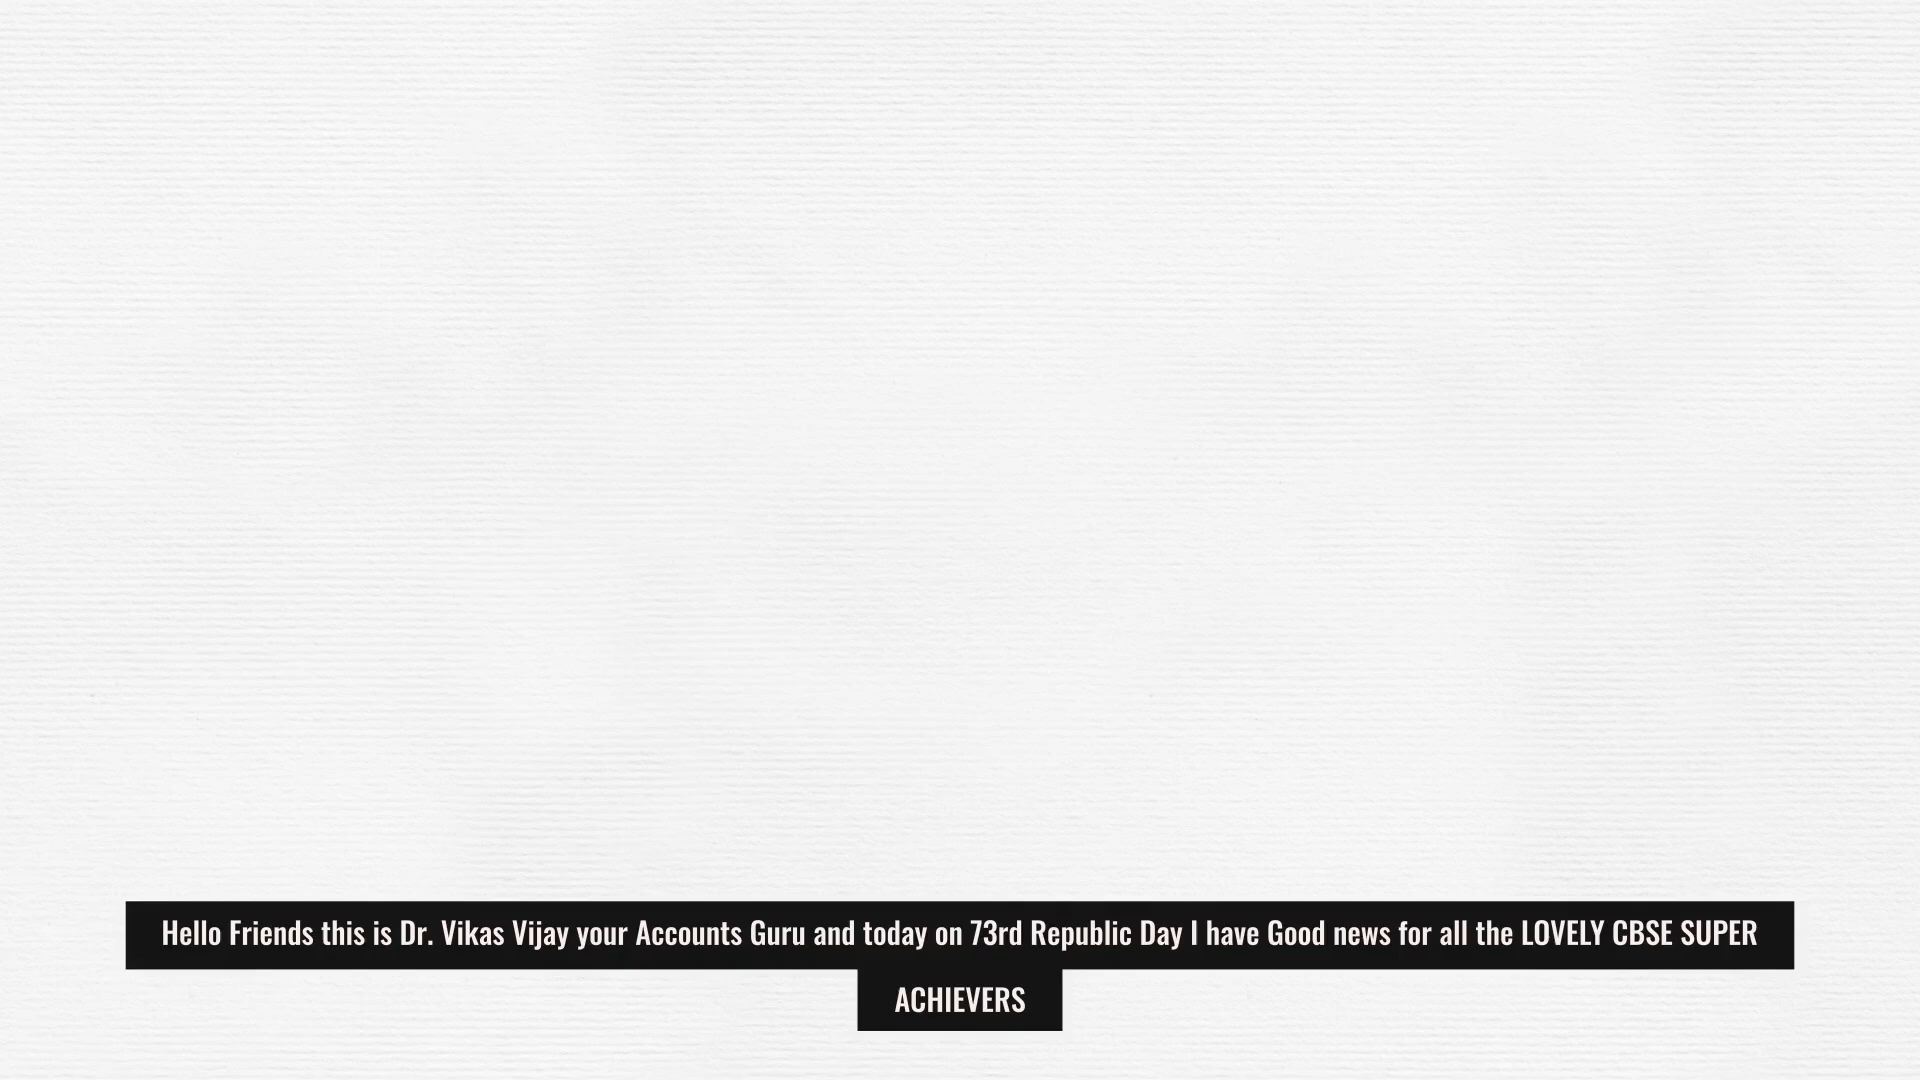 Hello Friends this is Dr. Vikas Vijay your Accounts Guru and today on 73rd Republic Day I have Good news for all the LOVELY CBSE SUPER
ACHIEVERS